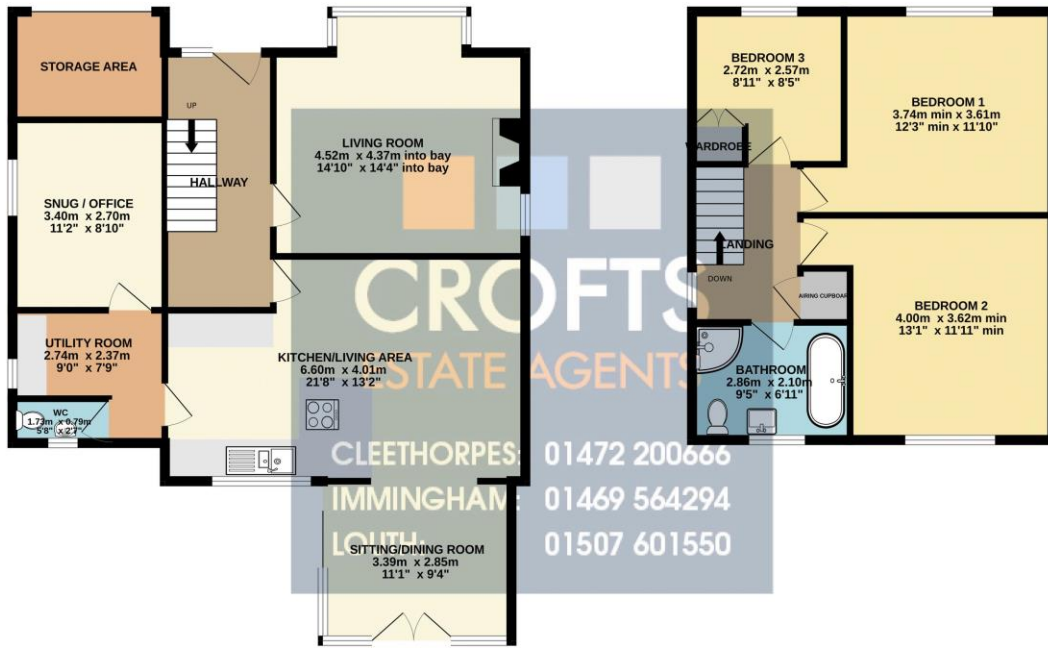 STORAGE AREA
UP
HALLWAY
SNUG / OFFICE
3.40m x 2.70m
11'2" x 8'10"
LIVING ROOM
4.52m x 4.37m into bay
14'10" x 14'4" into bay
UTILITY ROOM
2.74m x 2.37m
9'0" x 7'9"
WC
1.73m x 0.79m
5'8" x 2'7"
KITCHEN/LIVING AREA
6.60m x 4.01m
21'8" x 13'2"
SITTING/DINING ROOM
3.39m x 2.85m
11'1" x 9'4"
BEDROOM 3
2.72m x 2.57m
8'11" x 8'5"
WARDROBE
BEDROOM 1
3.74m min x 3.61m
12'3" min x 11'10"
LANDING
DOWN
AIRING CUPBOARD
BEDROOM 2
4.00m x 3.62m min
13'1" x 11'11" min
BATHROOM
2.86m x 2.10m
9'5" x 6'11"
CROFTS
ESTATE AGENTS
CLEETHORPES: 01472 200666
IMMINGHAM: 01469 564294
LOUTH: 01507 601550